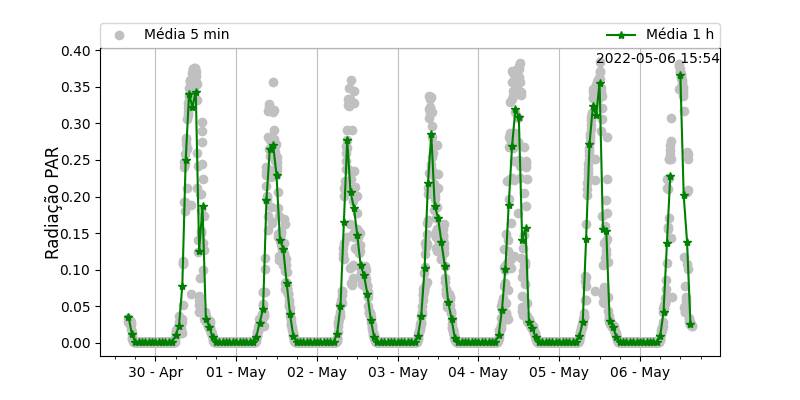 Média 5 min
Média 1 h
2022-05-06 15:54
Radiação PAR
0.40
0.35
0.30
0.25
0.20
0.15
0.10
0.05
0.00
30 - Apr
01 - May
02 - May
03 - May
04 - May
05 - May
06 - May